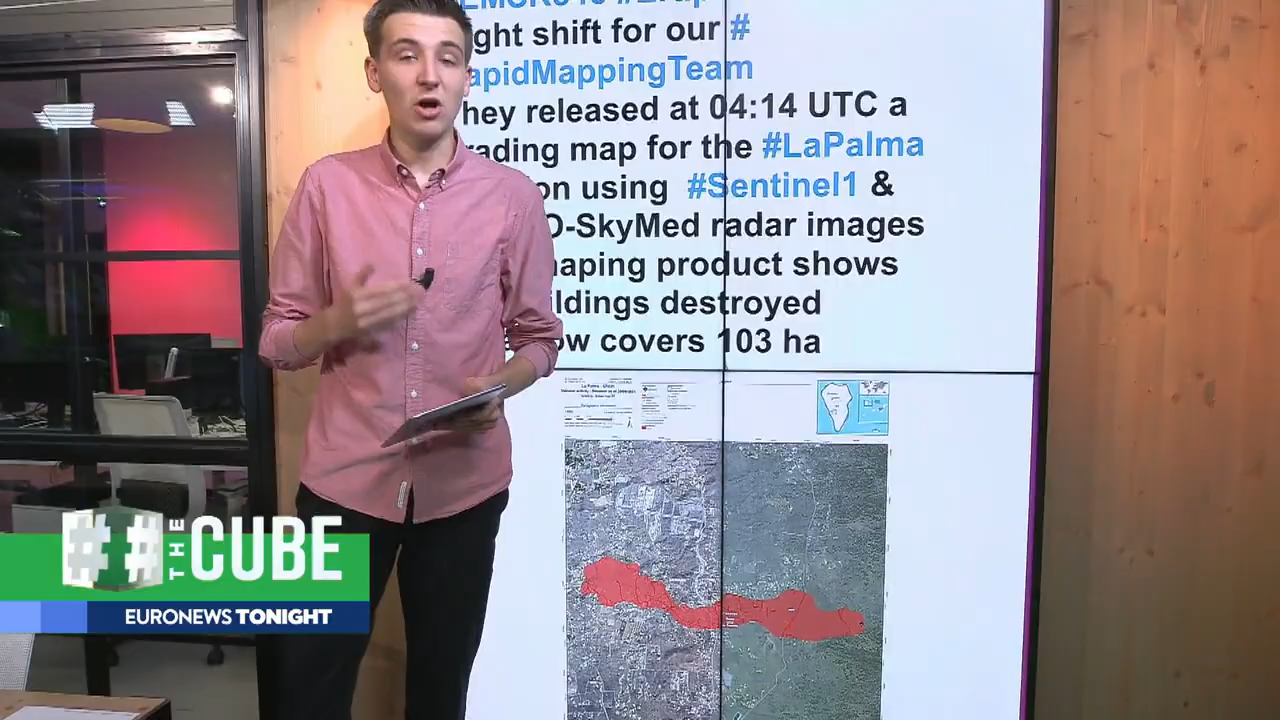 ght shift for our #
apidMappingTeam
hey released at 04:14 UTC a
rading map for the #LaPalma
on using #Sentinel1 &
O-SkyMed radar images
aping product shows
ildings destroyed
ow covers 103 ha
## THE CUBE
EURONEWS TONIGHT